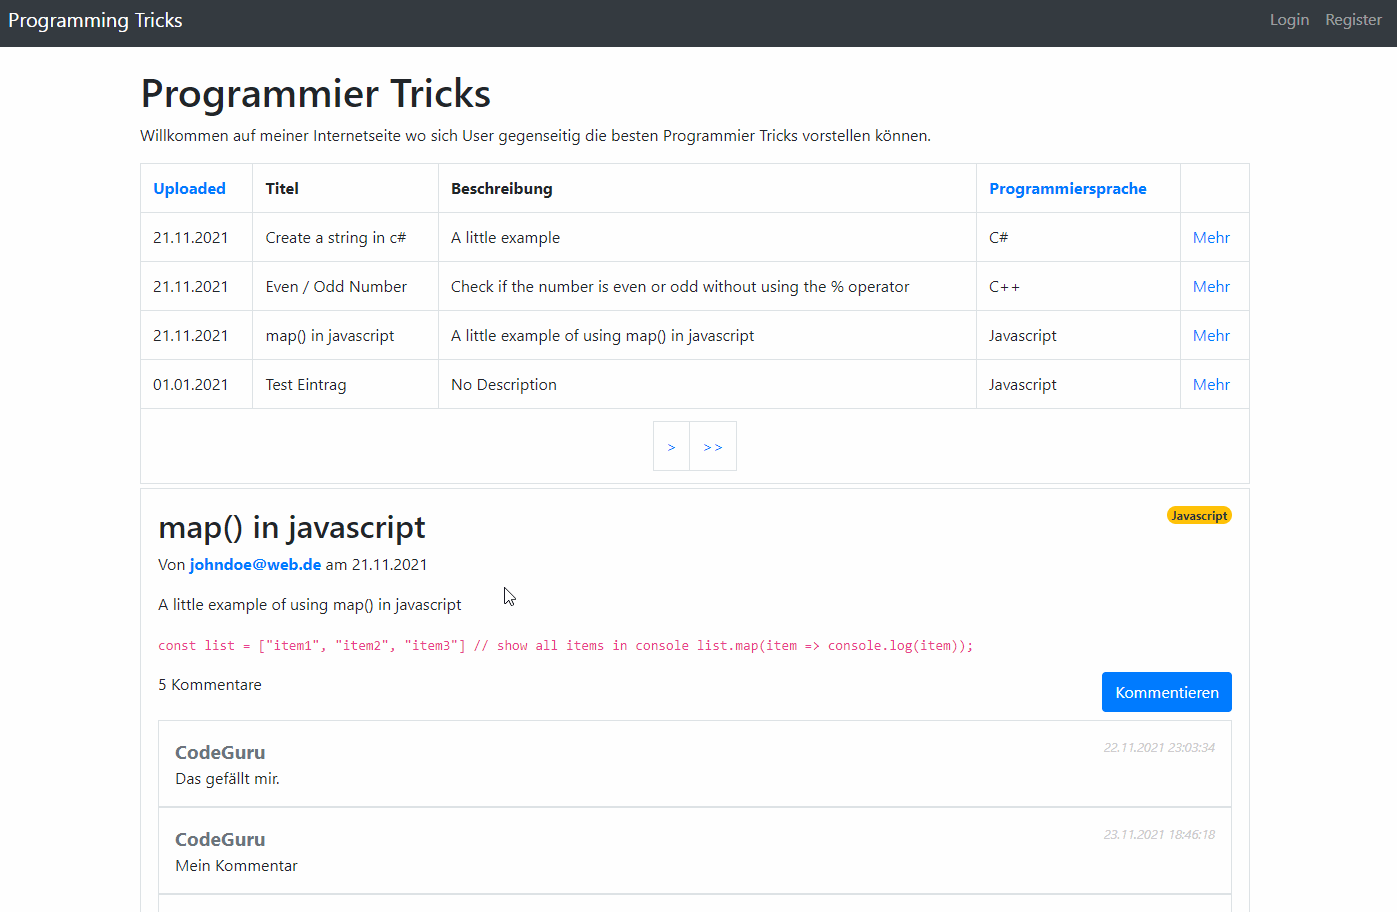 Programming Tricks Login Register
Programmier Tricks
Willkommen auf meiner Internetseite wo sich User gegenseitig die besten Programmier Tricks vorstellen können.
Uploaded Titel Beschreibung Programmiersprache
21.11.2021 Create a string in c# A little example C# Mehr
21.11.2021 Even / Odd Number Check if the number is even or odd without using the % operator C++ Mehr
21.11.2021 map() in javascript A little example of using map() in javascript Javascript Mehr
01.01.2021 Test Eintrag No Description Javascript Mehr
> >>
map() in javascript Javascript
Von johndoe@web.de am 21.11.2021
A little example of using map() in javascript
const list = ["item1", "item2", "item3"] // show all items in console list.map(item => console.log(item));
5 Kommentare Kommentieren
CodeGuru 22.11.2021 23:03:34
Das gefällt mir.
CodeGuru 23.11.2021 18:46:18
Mein Kommentar